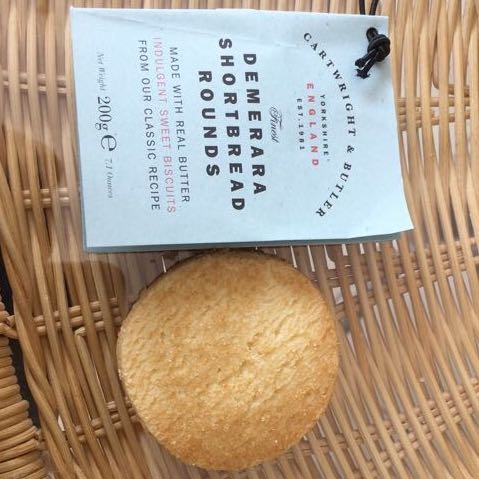 CARTWRIGHT & BUTLER
YORKSHIRE
ENGLAND
EST. 1981
Finest
DEMERARA
SHORTBREAD
ROUNDS
MADE WITH REAL BUTTER
INDULGENT SWEET BISCUITS
FROM OUR CLASSIC RECIPE
Net Weight 200g e 7.1 Ounces